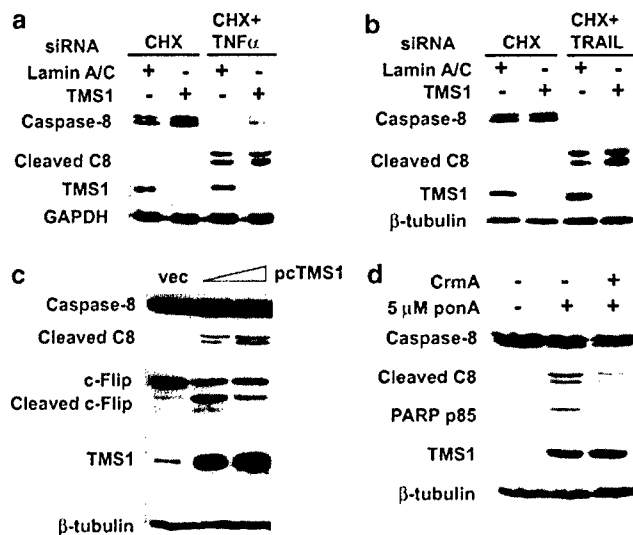 a
CHX+
siRNA CHX TNFα
Lamin A/C + - + -
TMS1 - + - +
Caspase-8
Cleaved C8
TMS1
GAPDH
b
CHX+
siRNA CHX TRAIL
Lamin A/C + - + -
TMS1 - + - +
Caspase-8
Cleaved C8
TMS1
β-tubulin
c
vec pcTMS1
Caspase-8
Cleaved C8
c-Flip
Cleaved c-Flip
TMS1
β-tubulin
d
CrmA - - +
5 μM ponA - + +
Caspase-8
Cleaved C8
PARP p85
TMS1
β-tubulin